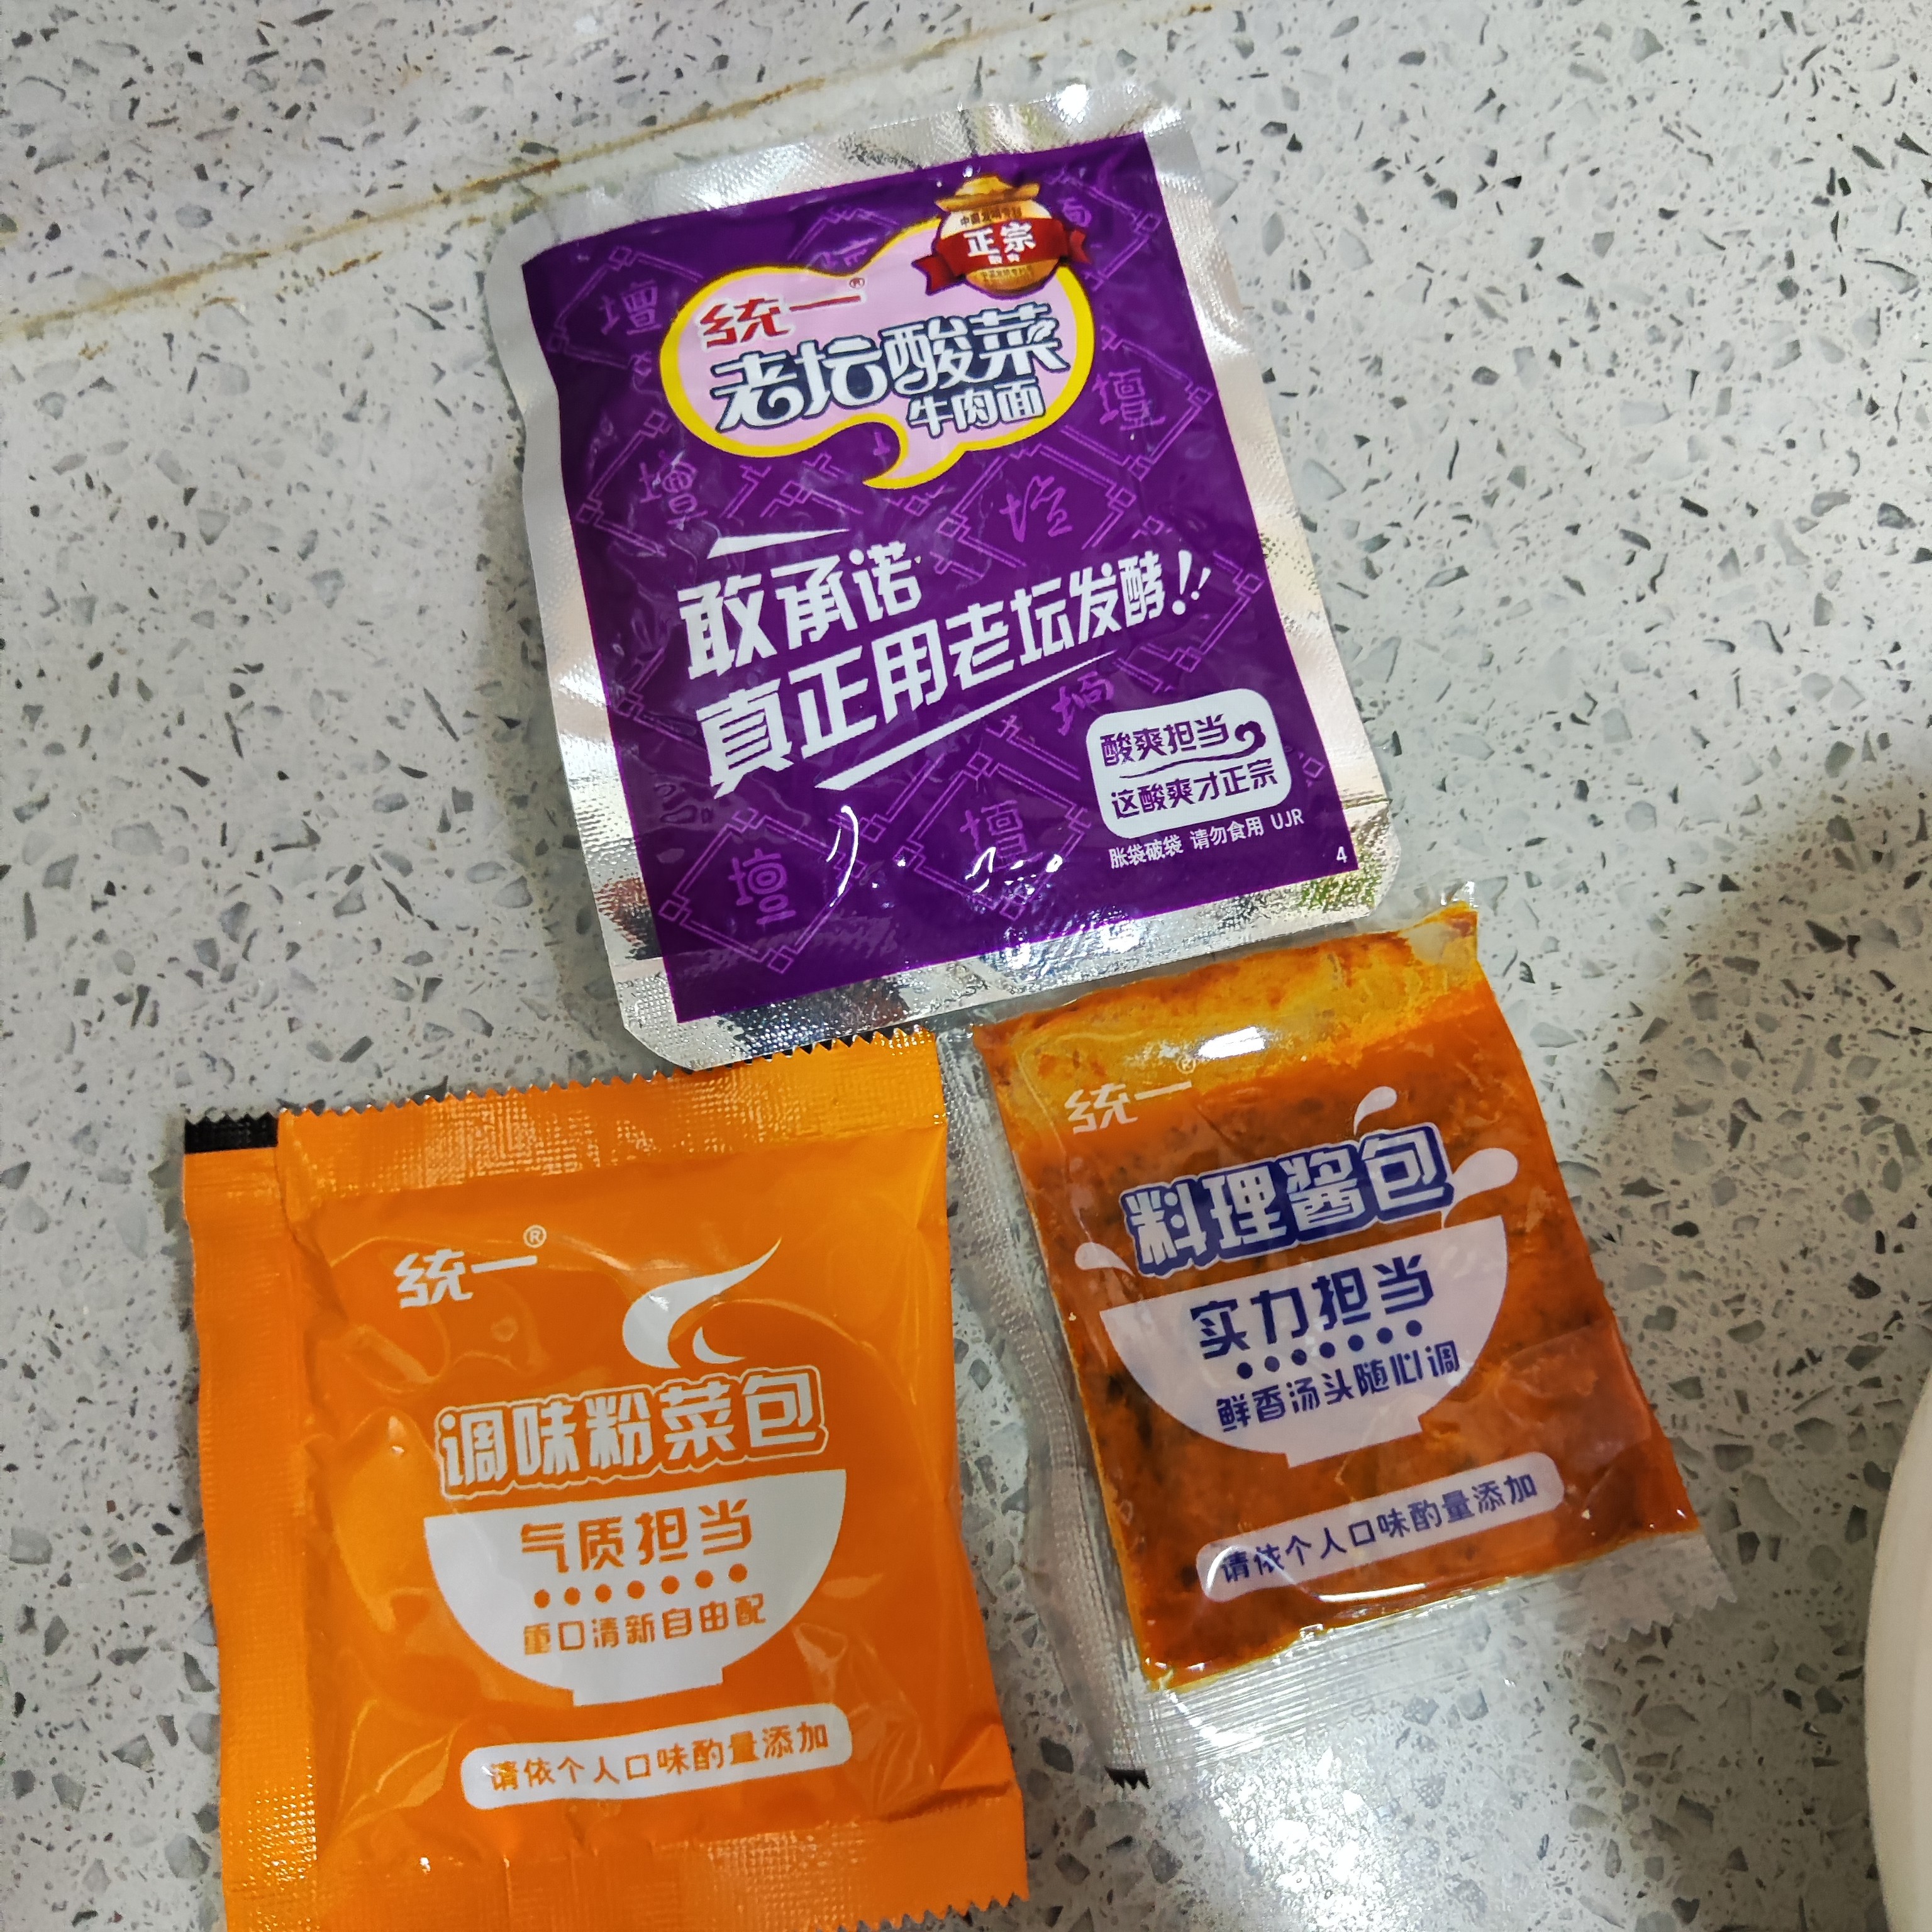 正宗
统一®
老坛酸菜
牛肉面
敢承诺
真正用老坛发酵!!
酸爽担当
这酸爽才正宗
胀袋破袋 请勿食用 UJR
4
壇
壇
壇
壇
壇
统一®
调味粉菜包
气质担当
重口清新自由配
请依个人口味酌量添加
统一®
料理酱包
实力担当
鲜香汤头随心调
请依个人口味酌量添加